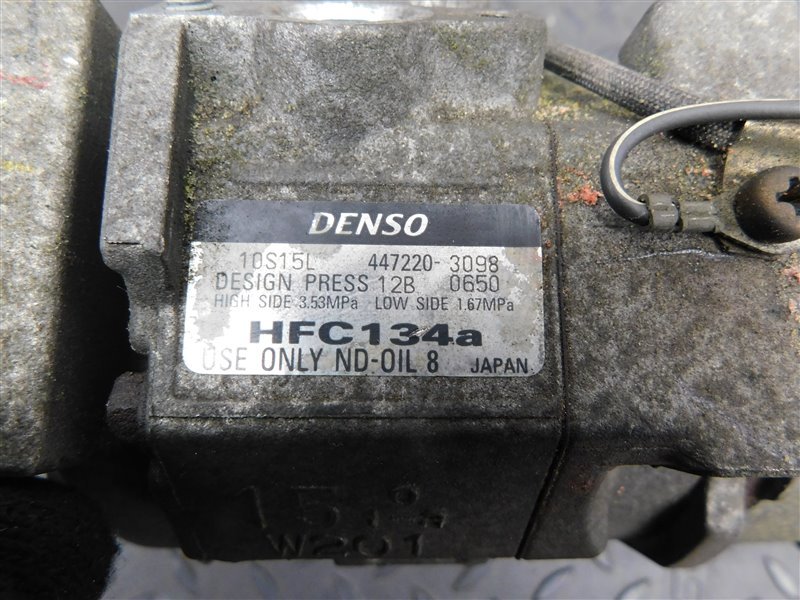 DENSO
10S15L 447220-3098
DESIGN PRESS 12B 0650
HIGH SIDE 3.53MPa LOW SIDE 1.67MPa
HFC134a
USE ONLY ND-OIL 8 JAPAN
W201